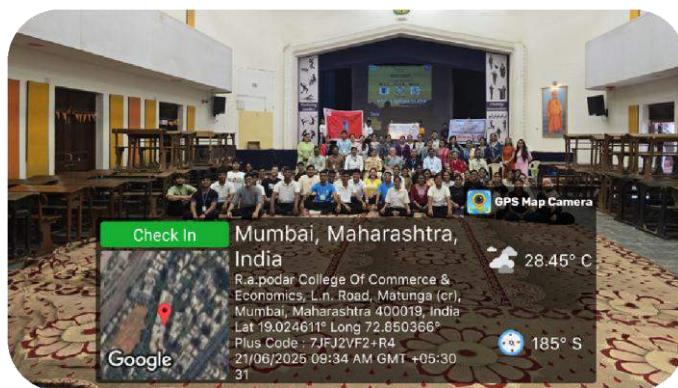 GPS Map Camera
Check In
Mumbai, Maharashtra,
India
28.45° C
R.a.podar College Of Commerce &
Economics, L.n. Road, Matunga (cr),
Mumbai, Maharashtra 400019, India
Lat 19.024611° Long 72.850366°
Plus Code : 7JFJ2VF2+R4
185° S
21/06/2025 09:34 AM GMT +05:30
31
Google